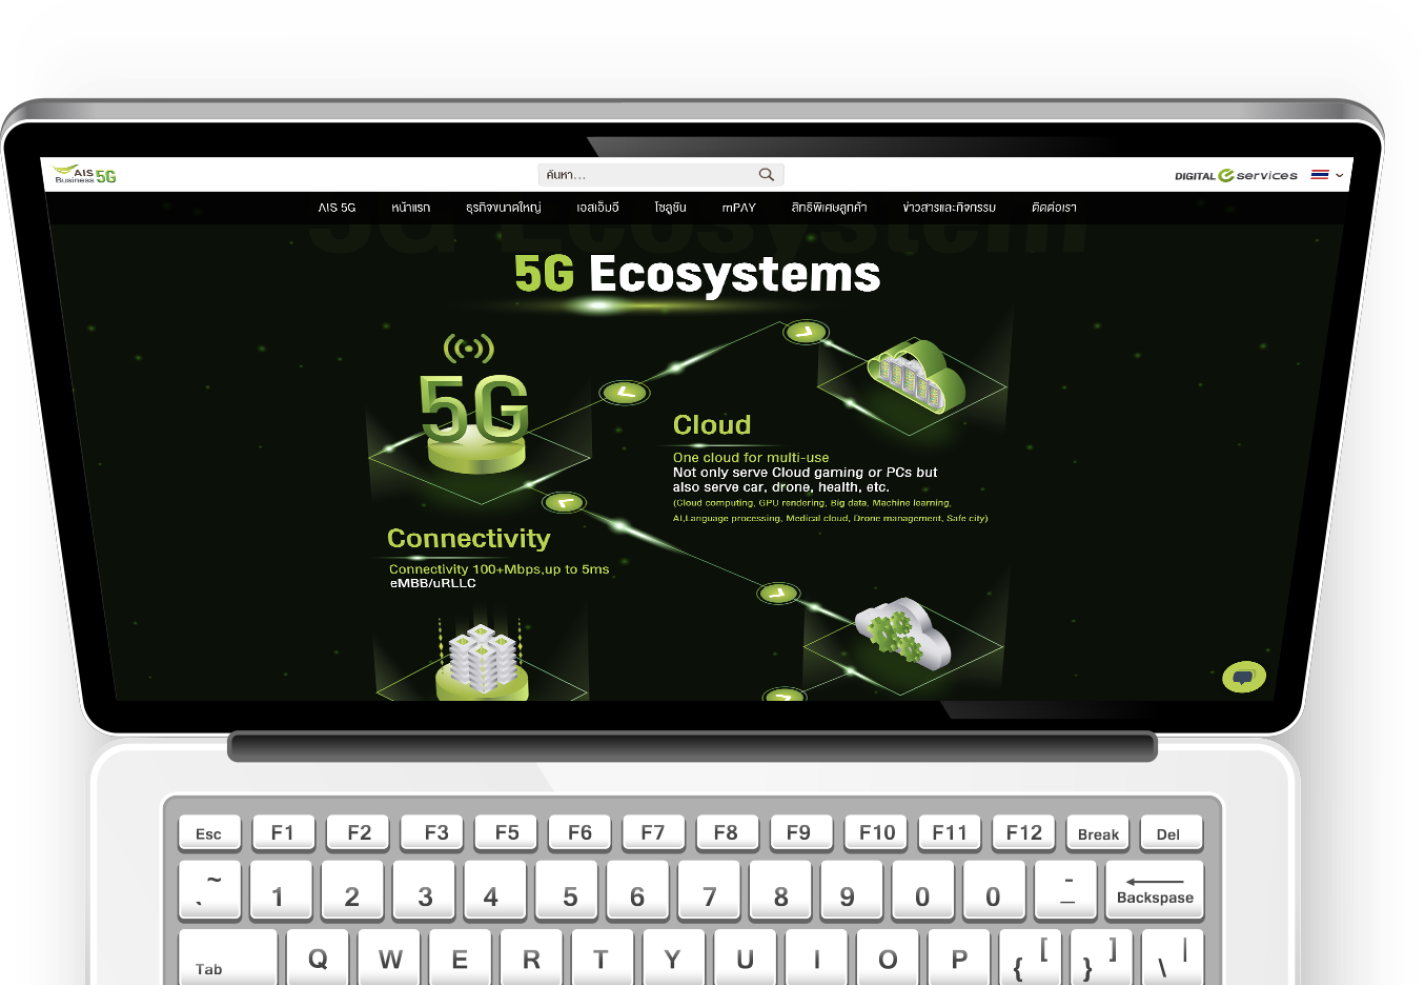 AIS 5G
Business
ค้นหา...
DIGITAL e services
AIS 5G หน้าแรก ธุรกิจขนาดใหญ่ เอสเอ็มอี โซลูชัน mPAY สิทธิพิเศษลูกค้า ข่าวสารและกิจกรรม ติดต่อเรา
5G Ecosystem
5G Ecosystems
5G
Cloud
One cloud for multi-use
Not only serve Cloud gaming or PCs but
also serve car, drone, health, etc.
(Cloud computing, GPU rendering, Big data, Machine learning,
AI,Language processing, Medical cloud, Drone management, Safe city)
Connectivity
Connectivity 100+Mbps,up to 5ms
eMBB/uRLLC
Esc F1 F2 F3 F5 F6 F7 F8 F9 F10 F11 F12 Break Del
~ ` 1 2 3 4 5 6 7 8 9 0 0 - _ Backspase
Tab Q W E R T Y U I O P { [ } ] \ |